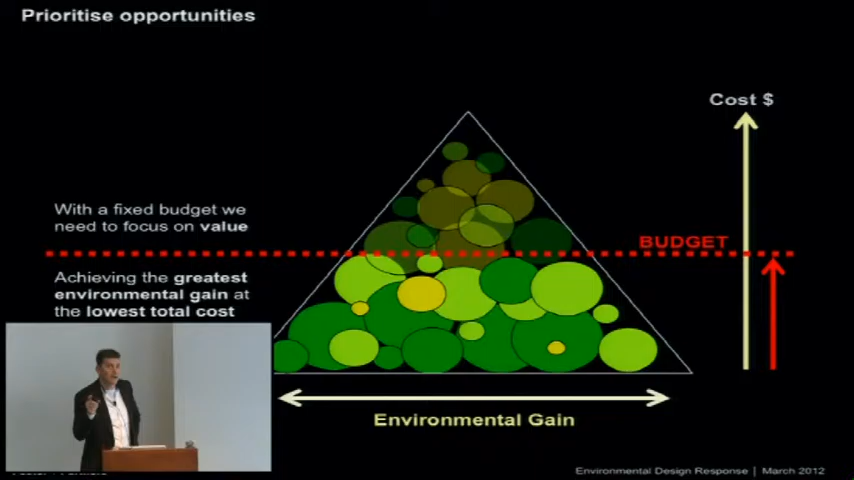 Prioritise opportunities
Cost $
With a fixed budget we
need to focus on value
BUDGET
Achieving the greatest
environmental gain at
the lowest total cost
Environmental Gain
Environmental Design Response | March 2012